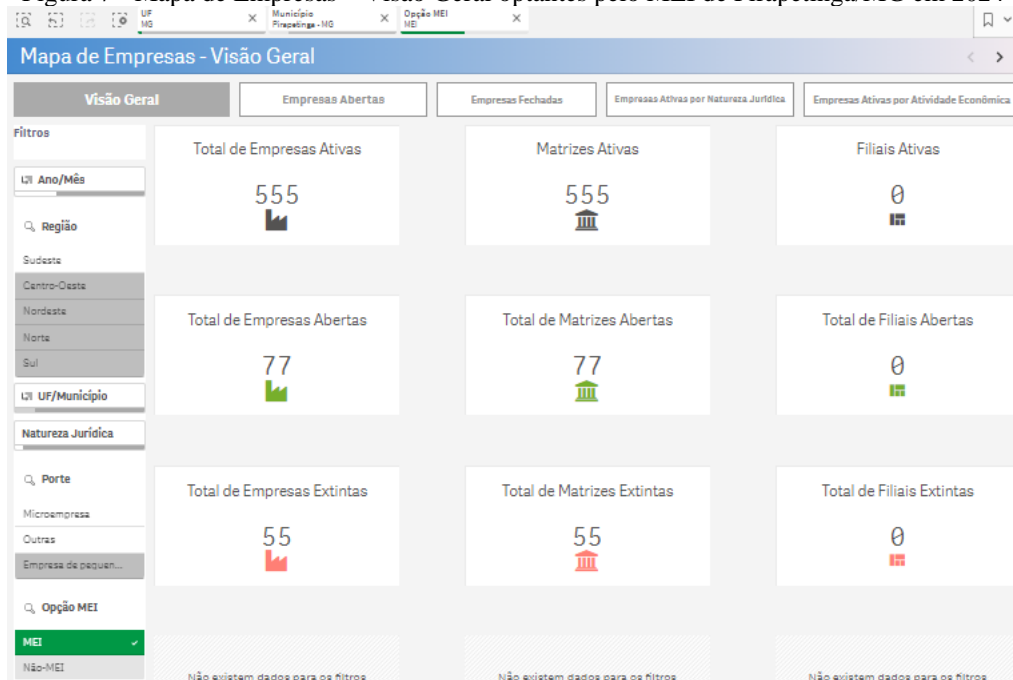 Figura 7 - Mapa de Empresas - Visão Geral optantes pelo MEI de Pirapetinga/MG em 2024
UF
MG
Município
Pirapetinga - MG
Opção MEI
MEI
Mapa de Empresas - Visão Geral
Visão Geral
Empresas Abertas
Empresas Fechadas
Empresas Ativas por Natureza Jurídica
Empresas Ativas por Atividade Econômica
Filtros
Ano/Mês
Região
Sudeste
Centro-Oeste
Nordeste
Norte
Sul
UF/Município
Natureza Jurídica
Porte
Microempresa
Outras
Empresa de pequen...
Opção MEI
MEI
Não-MEI
Total de Empresas Ativas
555
Matrizes Ativas
555
Filiais Ativas
0
Total de Empresas Abertas
77
Total de Matrizes Abertas
77
Total de Filiais Abertas
0
Total de Empresas Extintas
55
Total de Matrizes Extintas
55
Total de Filiais Extintas
0
Não existem dados para os filtros
Não existem dados para os filtros
Não existem dados para os filtros